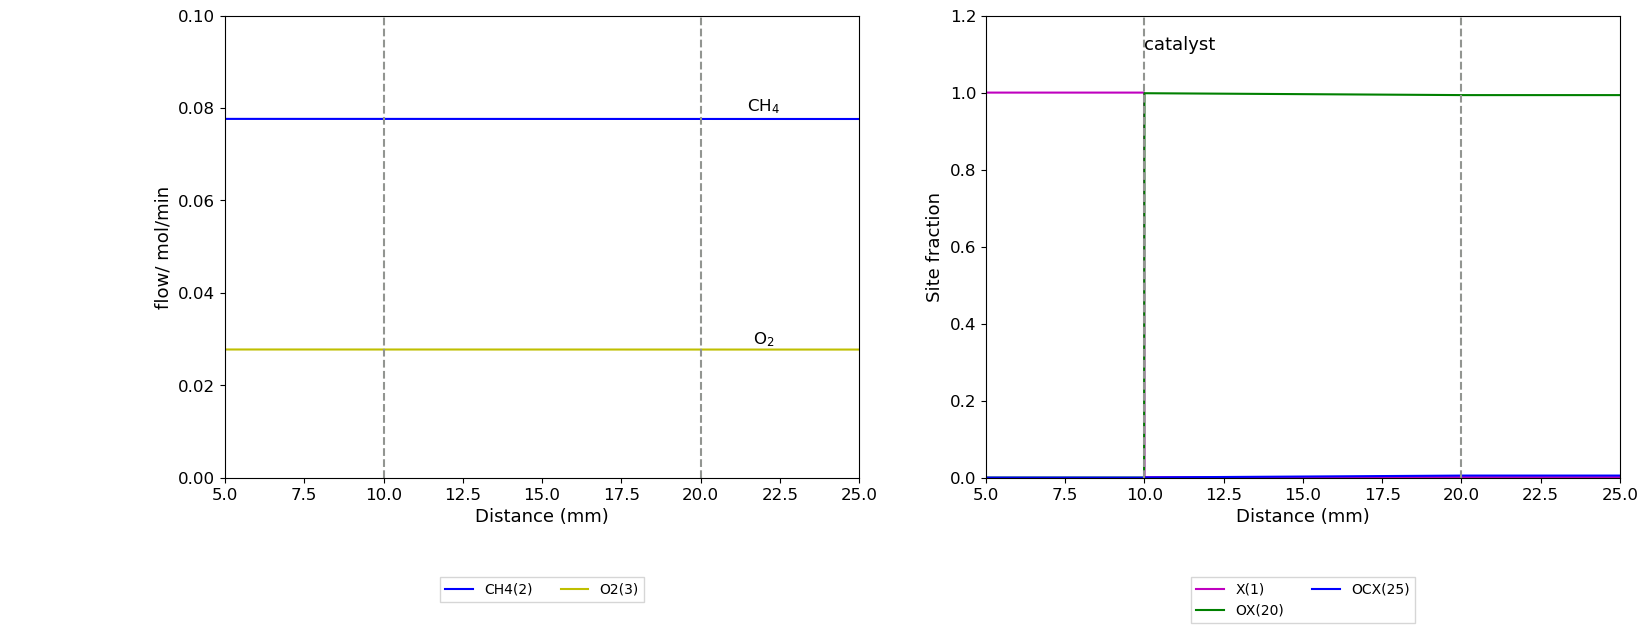 0.10
0.08
0.06
0.04
0.02
0.00
flow/ mol/min
CH₄
O₂
5.0 7.5 10.0 12.5 15.0 17.5 20.0 22.5 25.0
Distance (mm)
CH4(2) O2(3)
1.2
1.0
0.8
0.6
0.4
0.2
0.0
Site fraction
catalyst
5.0 7.5 10.0 12.5 15.0 17.5 20.0 22.5 25.0
Distance (mm)
X(1) OCX(25)
OX(20)